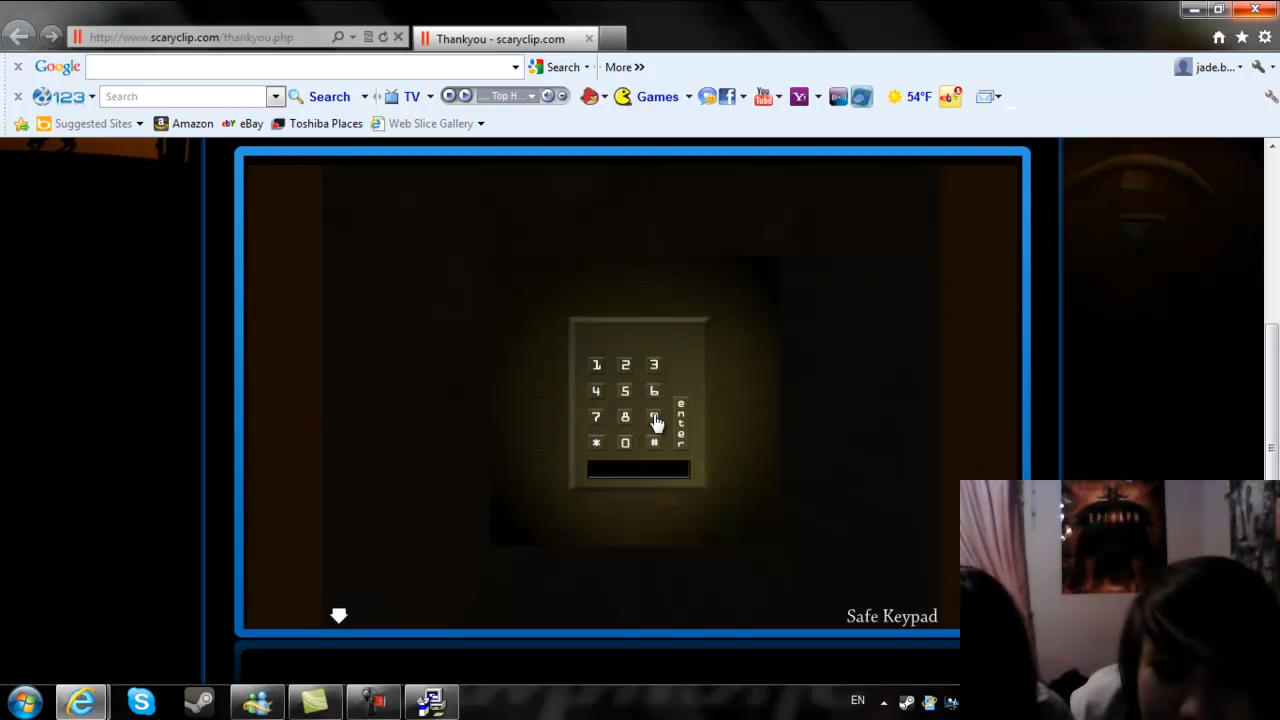 http://www.scaryclip.com/thankyou.php
Thankyou - scaryclip.com
Google
Search
More »
jade.b...
123
Search
Search
TV
Top H...
Games
54°F
Suggested Sites
Amazon
eBay
Toshiba Places
Web Slice Gallery
1 2 3
4 5 6
7 8
* 0 #
enter
Safe Keypad
EPITAPH
EN